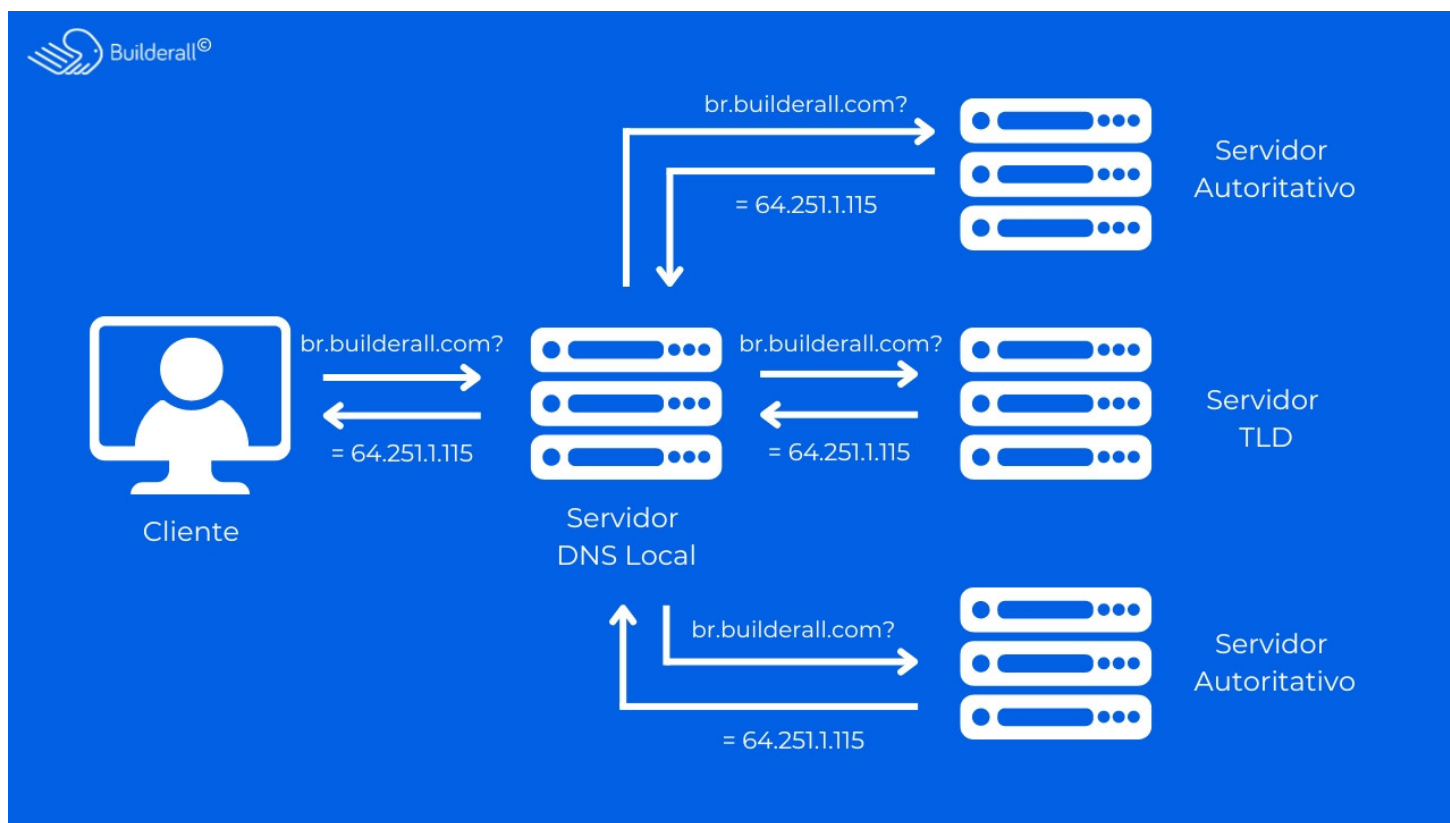 Builderall©
br.builderall.com?
= 64.251.1.115
Servidor
Autoritativo
br.builderall.com?
= 64.251.1.115
Cliente
Servidor
DNS Local
br.builderall.com?
= 64.251.1.115
Servidor
TLD
br.builderall.com?
= 64.251.1.115
Servidor
Autoritativo